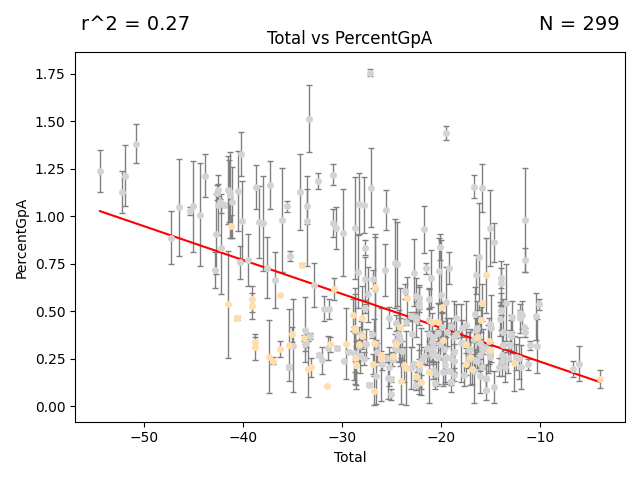 r^2 = 0.27
N = 299
Total vs PercentGpA
1.75
1.50
1.25
1.00
0.75
0.50
0.25
0.00
PercentGpA
−50
−40
−30
−20
−10
Total